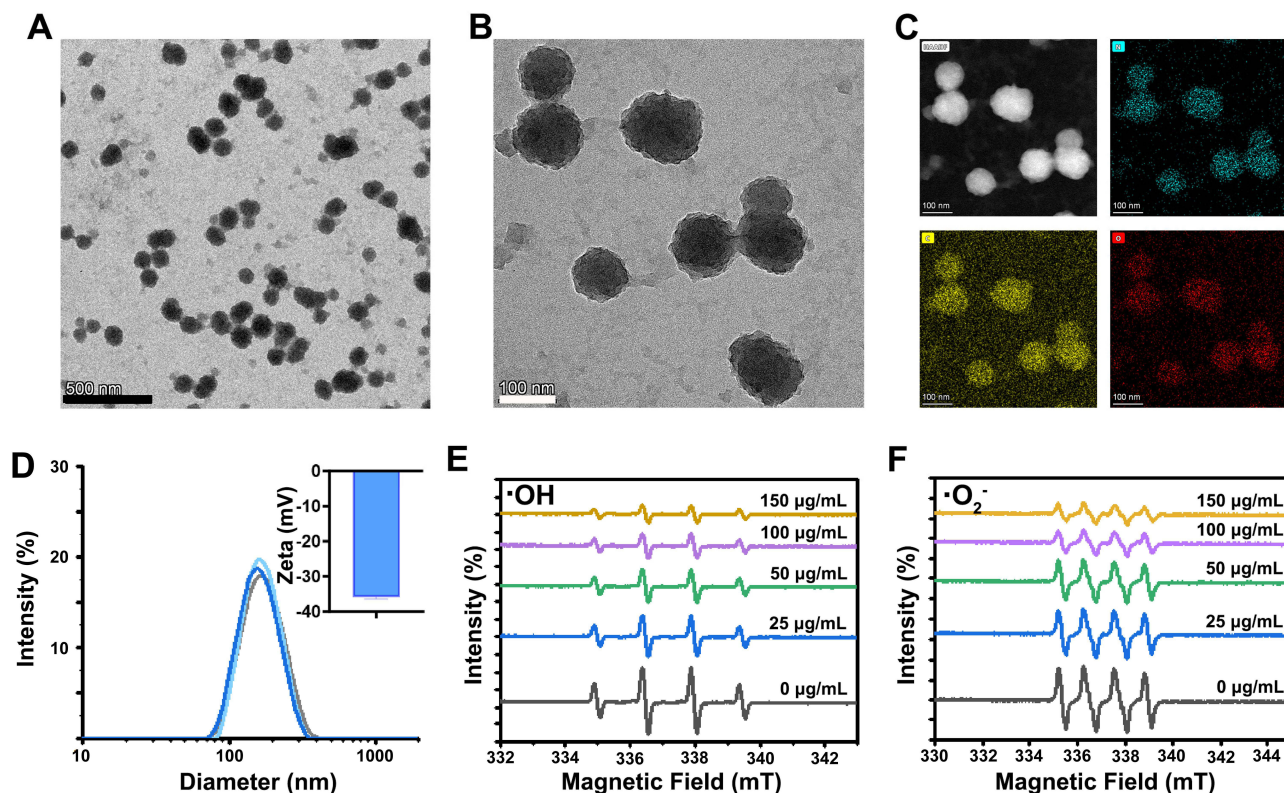 A
500 nm
B
100 nm
C
HAADF
N
100 nm
100 nm
C
O
100 nm
100 nm
D
Intensity (%)
30
20
10
10
100
1000
Diameter (nm)
Zeta (mV)
0
-10
-20
-30
-40
E
·OH
Intensity (%)
150 µg/mL
100 µg/mL
50 µg/mL
25 µg/mL
0 µg/mL
332
334
336
338
340
342
Magnetic Field (mT)
F
·O₂⁻
Intensity (%)
150 µg/mL
100 µg/mL
50 µg/mL
25 µg/mL
0 µg/mL
330
332
334
336
338
340
342
344
Magnetic Field (mT)